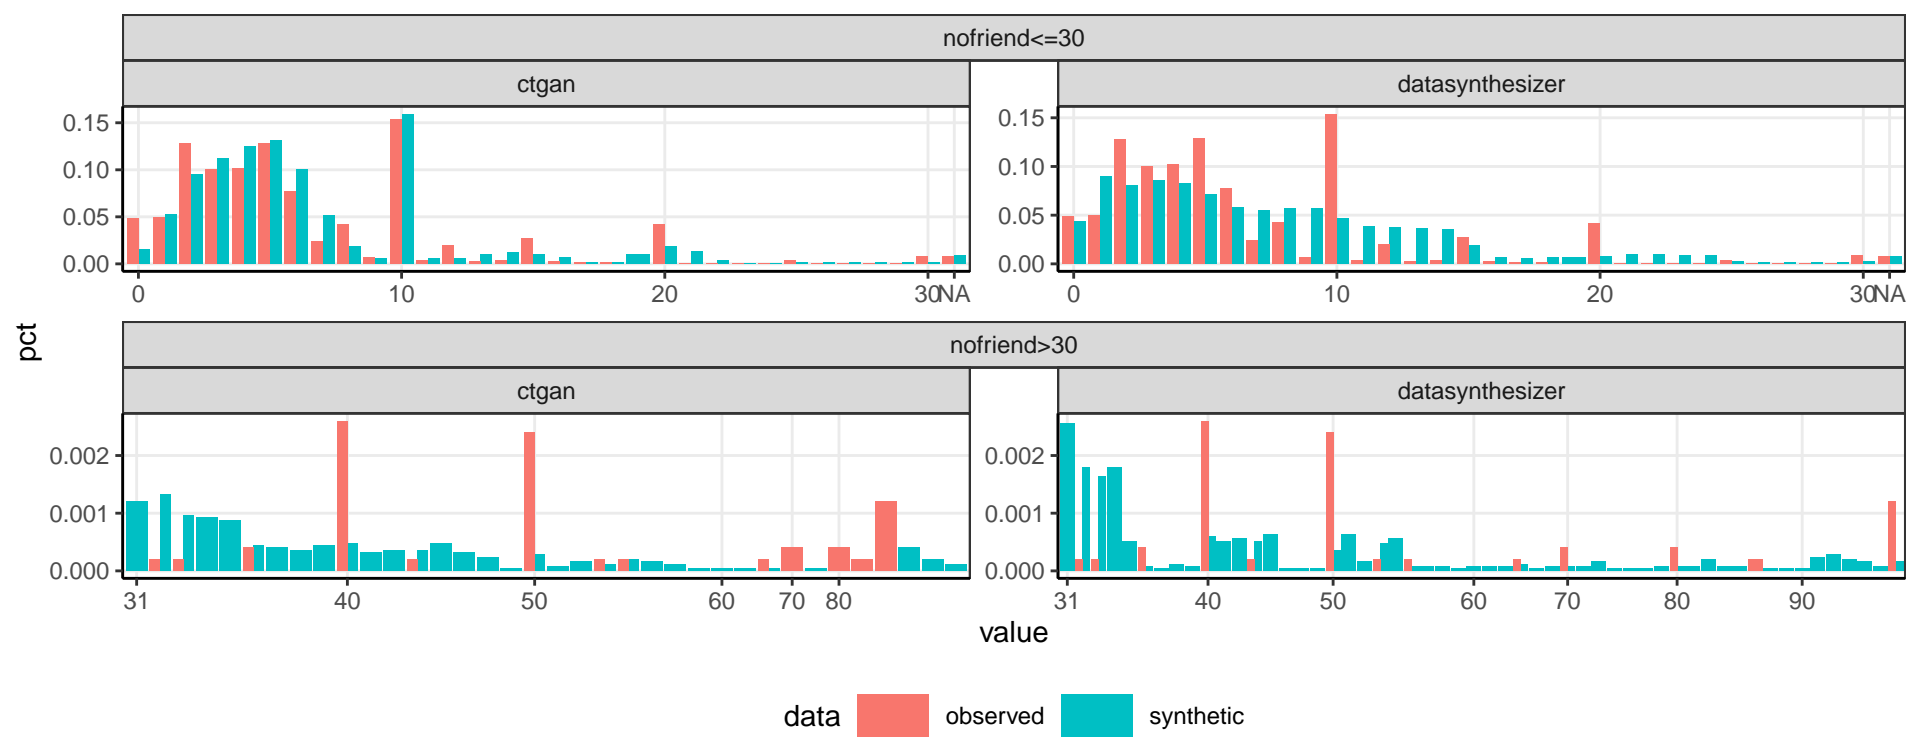 nofriend<=30
ctgan datasynthesizer
0.15 0.15
0.10 0.10
0.05 0.05
0.00 0.00
0 10 20 30NA 0 10 20 30NA
pct
nofriend>30
ctgan datasynthesizer
0.002 0.002
0.001 0.001
0.000 0.000
31 40 50 60 70 80 31 40 50 60 70 80 90
value
data observed synthetic